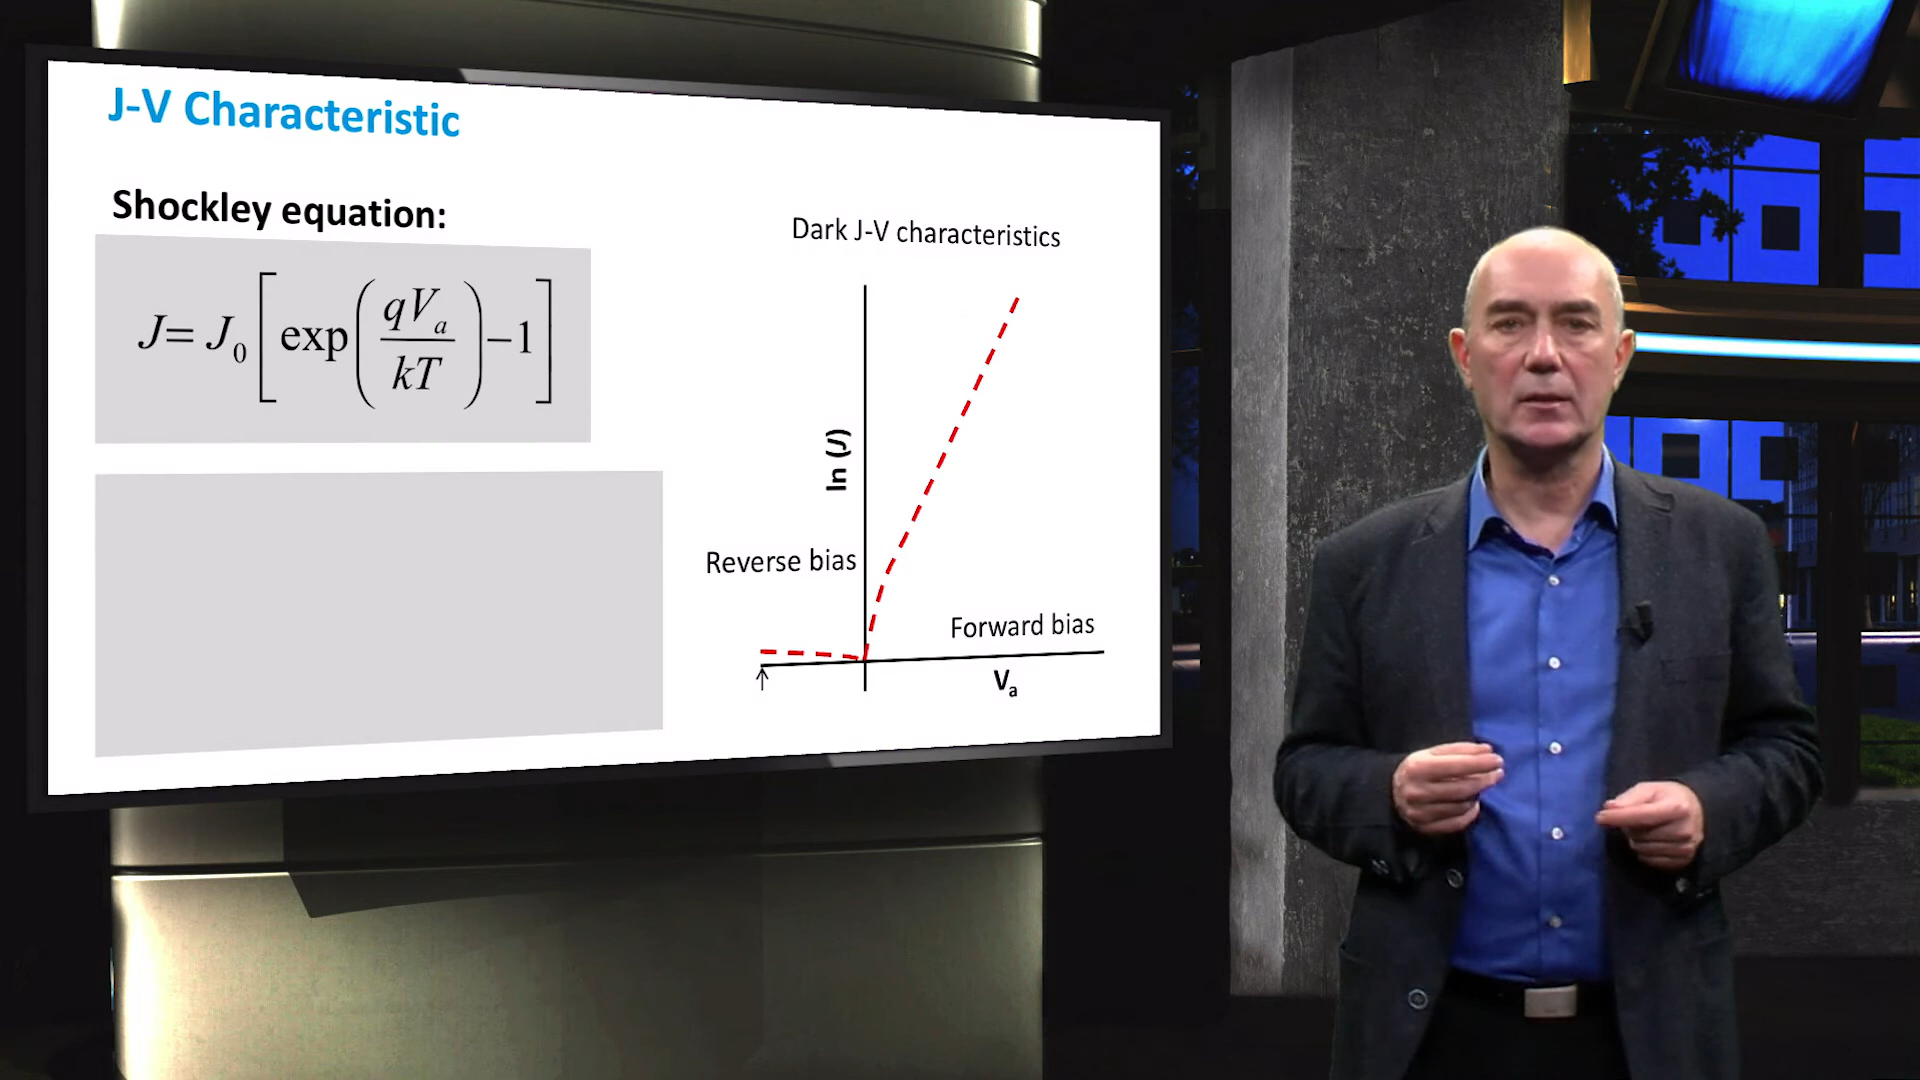 J-V Characteristic
Shockley equation:
J= J₀ [ exp ( qVₐ / kT ) −1 ]
Dark J-V characteristics
ln (J)
Reverse bias
Forward bias
Vₐ